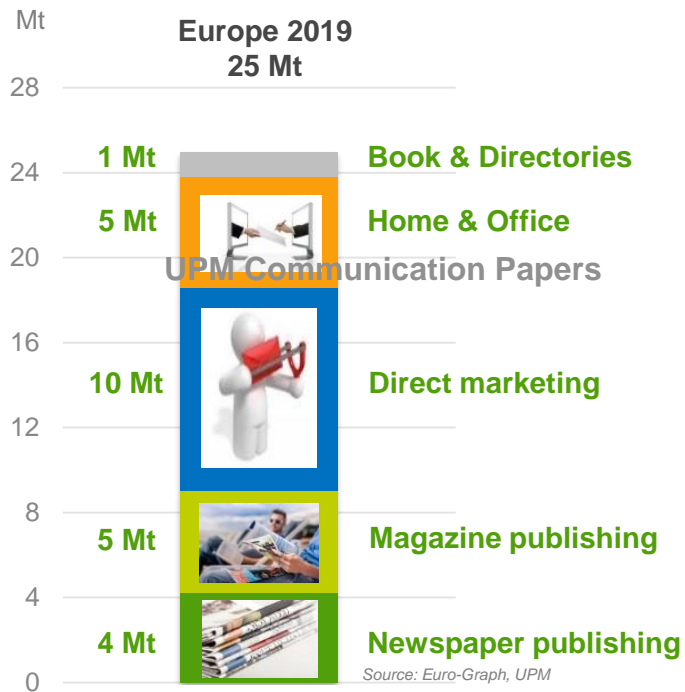 Mt
Europe 2019
25 Mt
28
1 Mt Book & Directories
24
5 Mt Home & Office
20
UPM Communication Papers
16
10 Mt Direct marketing
12
8
5 Mt Magazine publishing
4
4 Mt Newspaper publishing
Source: Euro-Graph, UPM
0